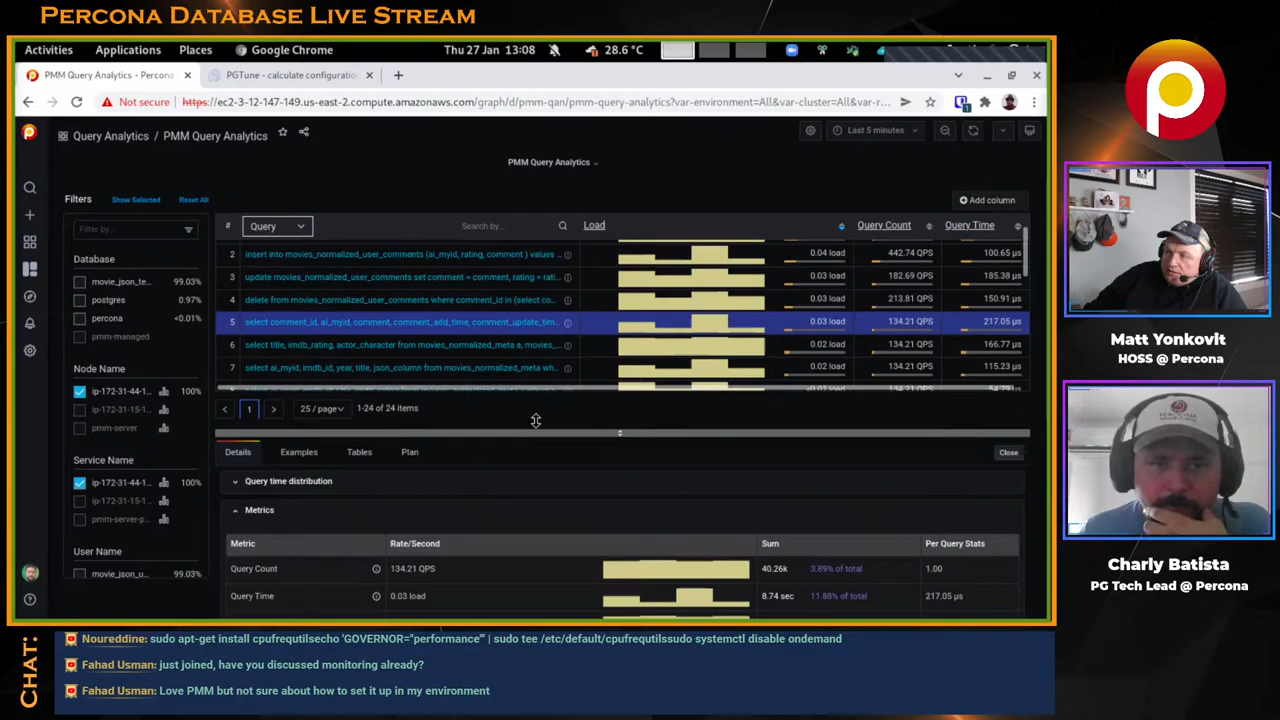 PERCONA DATABASE LIVE STREAM
Activities Applications Places Google Chrome Thu 27 Jan 13:08 28.6 °C
PMM Query Analytics - Percona × PGTune - calculate configuratio × +
Not secure https://ec2-3-12-147-149.us-east-2.compute.amazonaws.com/graph/d/pmm-qan/pmm-query-analytics?var-environment=All&var-cluster=All&var-r...
Query Analytics / PMM Query Analytics
Last 5 minutes
PMM Query Analytics
Filters Show Selected Reset All
Add column
Filter by...
# Query Search by... Load Query Count Query Time
2 insert into movies_normalized_user_comments (ai_myid, rating, comment ) values ... 0.04 load 442.74 QPS 100.65 µs
3 update movies_normalized_user_comments set comment = comment, rating = rati... 0.03 load 182.69 QPS 185.38 µs
4 delete from movies_normalized_user_comments where comment_id in (select co... 0.03 load 213.81 QPS 150.91 µs
5 select comment_id, ai_myid, comment, comment_add_time, comment_update_tim... 0.03 load 134.21 QPS 217.05 µs
6 select title, imdb_rating, actor_character from movies_normalized_meta a, movies_... 0.02 load 134.21 QPS 166.77 µs
7 select ai_myid, imdb_id, year, title, json_column from movies_normalized_meta wh... 0.02 load 134.21 QPS 115.23 µs
Database
movie_json_te... 99.03%
postgres 0.97%
percona <0.01%
pmm-managed
Node Name
ip-172-31-44-1... 100%
ip-172-31-15-1...
pmm-server
Service Name
ip-172-31-44-1... 100%
ip-172-31-15-1...
pmm-server-p...
User Name
movie_json_u... 99.03%
< 1 > 25 / page 1-24 of 24 items
Details Examples Tables Plan Close
Query time distribution
Metrics
Metric Rate/Second Sum Per Query Stats
Query Count 134.21 QPS 40.26k 3.89% of total 1.00
Query Time 0.03 load 8.74 sec 11.88% of total 217.05 µs
Matt Yonkovit
HOSS @ Percona
Charly Batista
PG Tech Lead @ Percona
CHAT:
Noureddine: sudo apt-get install cpufrequtilsecho 'GOVERNOR="performance"' | sudo tee /etc/default/cpufrequtilssudo systemctl disable ondemand
Fahad Usman: just joined, have you discussed monitoring already?
Fahad Usman: Love PMM but not sure about how to set it up in my environment